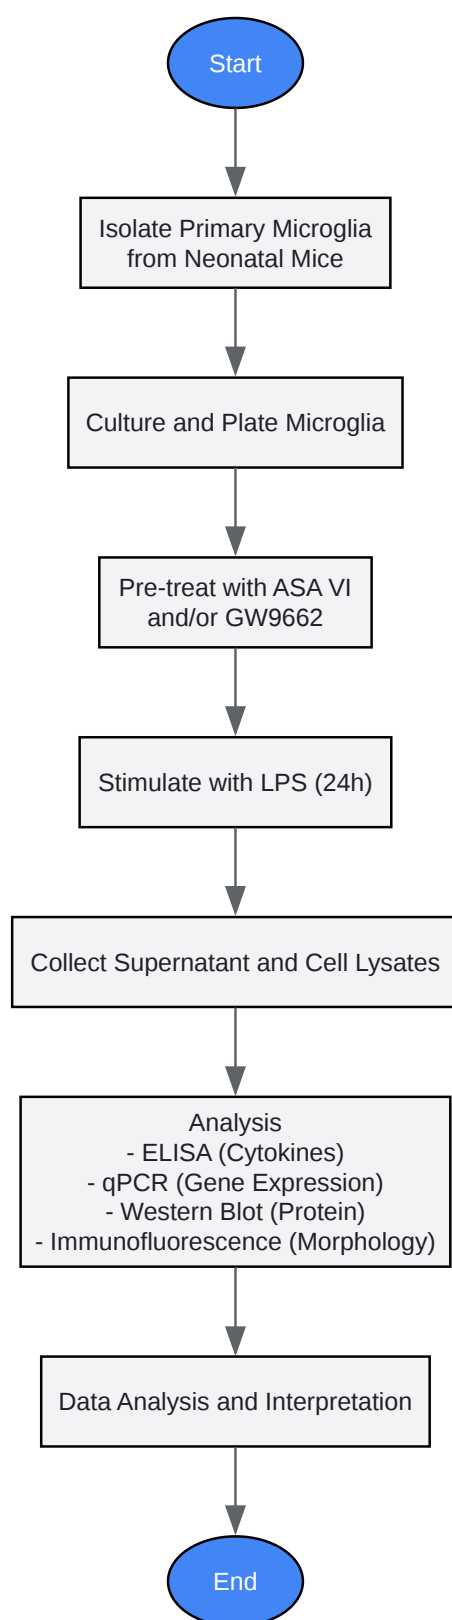 Start
Isolate Primary Microglia
from Neonatal Mice
Culture and Plate Microglia
Pre-treat with ASA VI
and/or GW9662
Stimulate with LPS (24h)
Collect Supernatant and Cell Lysates
Analysis
- ELISA (Cytokines)
- qPCR (Gene Expression)
- Western Blot (Protein)
- Immunofluorescence (Morphology)
Data Analysis and Interpretation
End